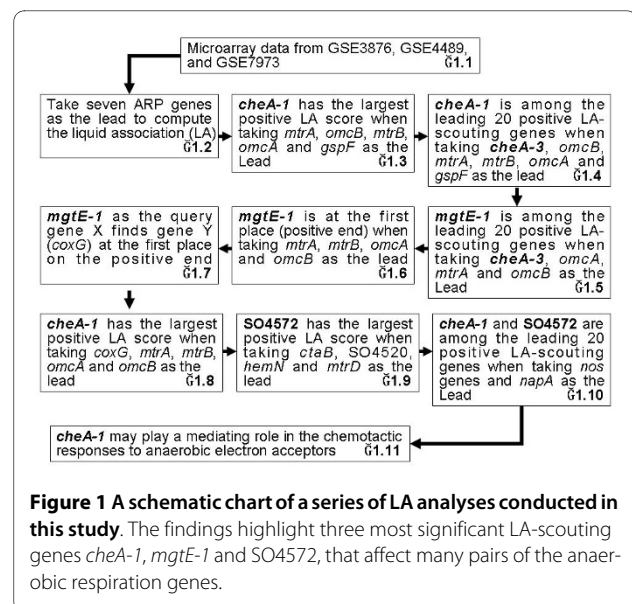 Microarray data from GSE3876, GSE4489,
and GSE7973 Ğ1.1
Take seven ARP genes
as the lead to compute
the liquid association (LA)
Ğ1.2
cheA-1 has the largest
positive LA score when
taking mtrA, omcB, mtrB,
omcA and gspF as the
Lead Ğ1.3
cheA-1 is among the
leading 20 positive LA-
scouting genes when
taking cheA-3, omcB,
mtrA, mtrB, omcA and
gspF as the lead Ğ1.4
mgtE-1 is among the
leading 20 positive LA-
scouting genes when
taking cheA-3, omcA,
mtrA and omcB as the
Lead Ğ1.5
mgtE-1 is at the first
place (positive end) when
taking mtrA, mtrB, omcA
and omcB as the lead
Ğ1.6
mgtE-1 as the query
gene X finds gene Y
(coxG) at the first place
on the positive end
Ğ1.7
cheA-1 has the largest
positive LA score when
taking coxG, mtrA, mtrB,
omcA and omcB as the
lead Ğ1.8
SO4572 has the largest
positive LA score when
taking ctaB, SO4520,
hemN and mtrD as the
lead Ğ1.9
cheA-1 and SO4572 are
among the leading 20
positive LA-scouting
genes when taking nos
genes and napA as the
Lead Ğ1.10
cheA-1 may play a mediating role in the chemotactic
responses to anaerobic electron acceptors Ğ1.11
Figure 1 A schematic chart of a series of LA analyses conducted in
this study. The findings highlight three most significant LA-scouting
genes cheA-1, mgtE-1 and SO4572, that affect many pairs of the anaer-
obic respiration genes.